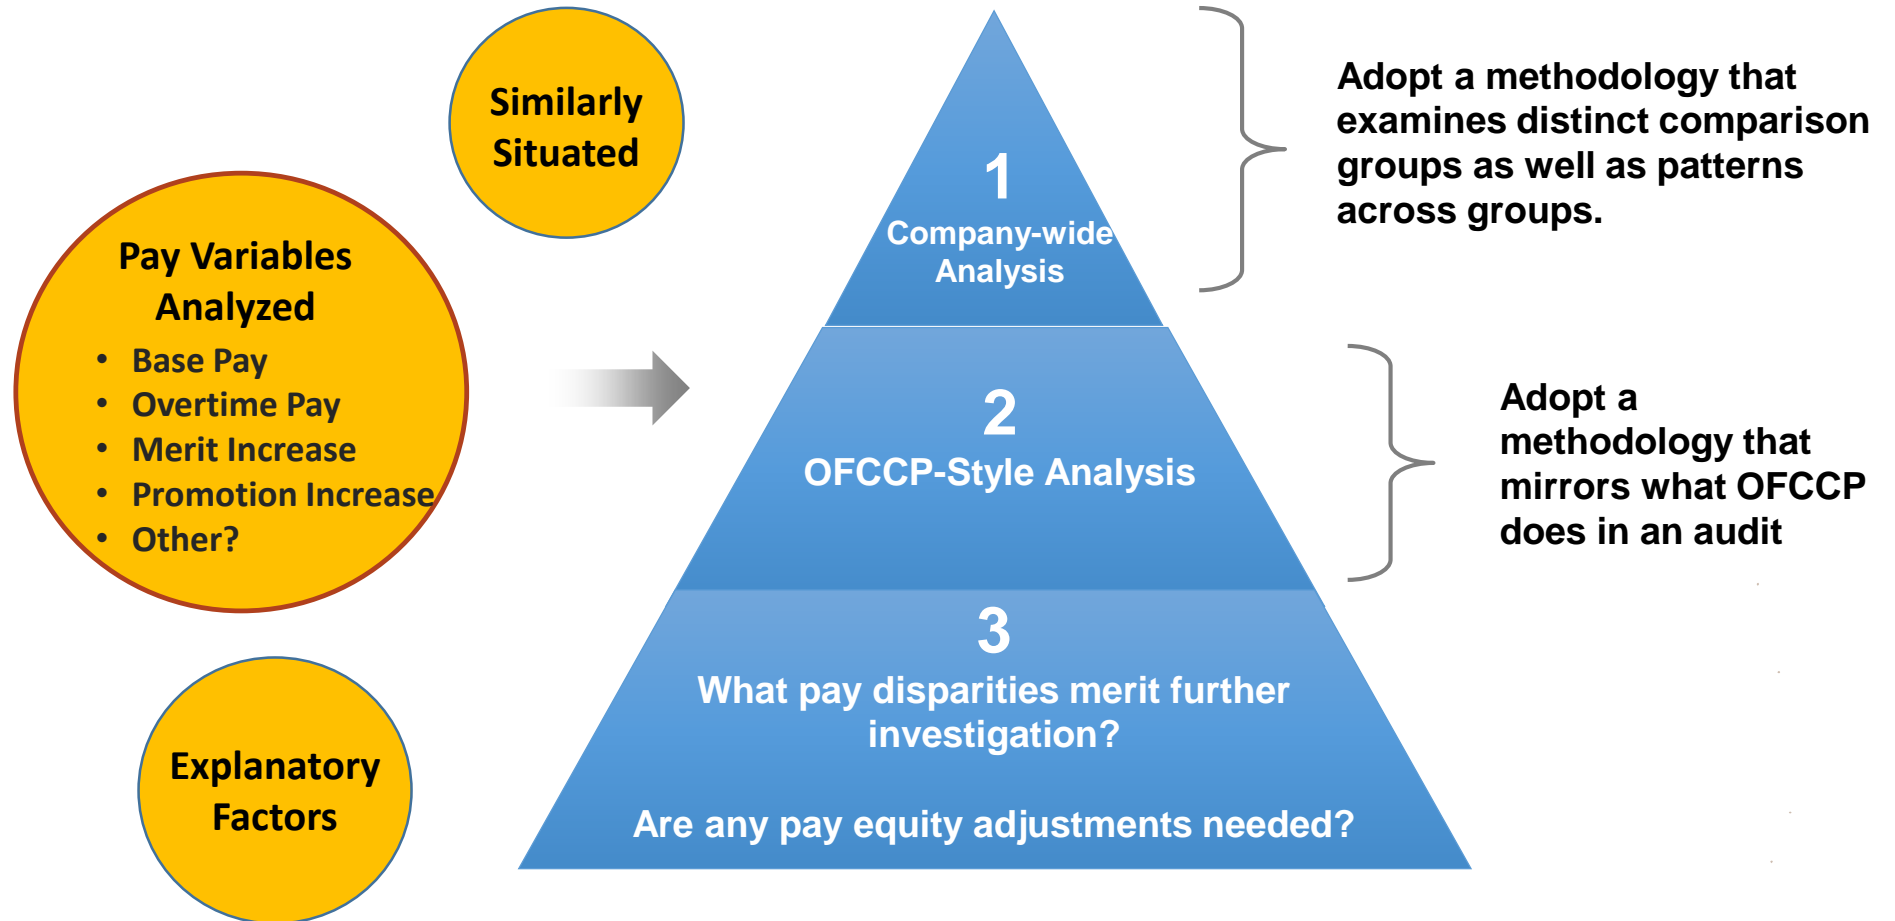 Similarly
Situated
Pay Variables
Analyzed
• Base Pay
• Overtime Pay
• Merit Increase
• Promotion Increase
• Other?
Explanatory
Factors
1
Company-wide
Analysis
2
OFCCP-Style Analysis
3
What pay disparities merit further
investigation?
Are any pay equity adjustments needed?
Adopt a methodology that
examines distinct comparison
groups as well as patterns
across groups.
Adopt a
methodology that
mirrors what OFCCP
does in an audit